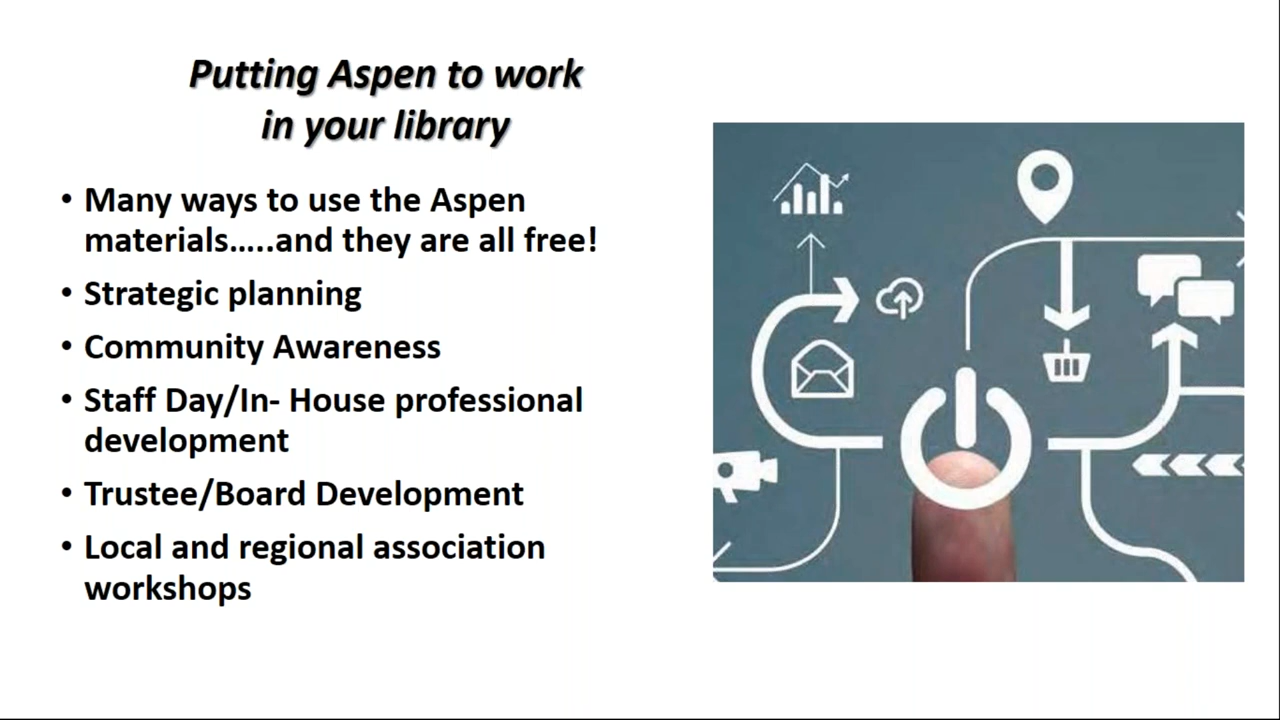 Putting Aspen to work
in your library
• Many ways to use the Aspen
materials.....and they are all free!
• Strategic planning
• Community Awareness
• Staff Day/In- House professional
development
• Trustee/Board Development
• Local and regional association
workshops